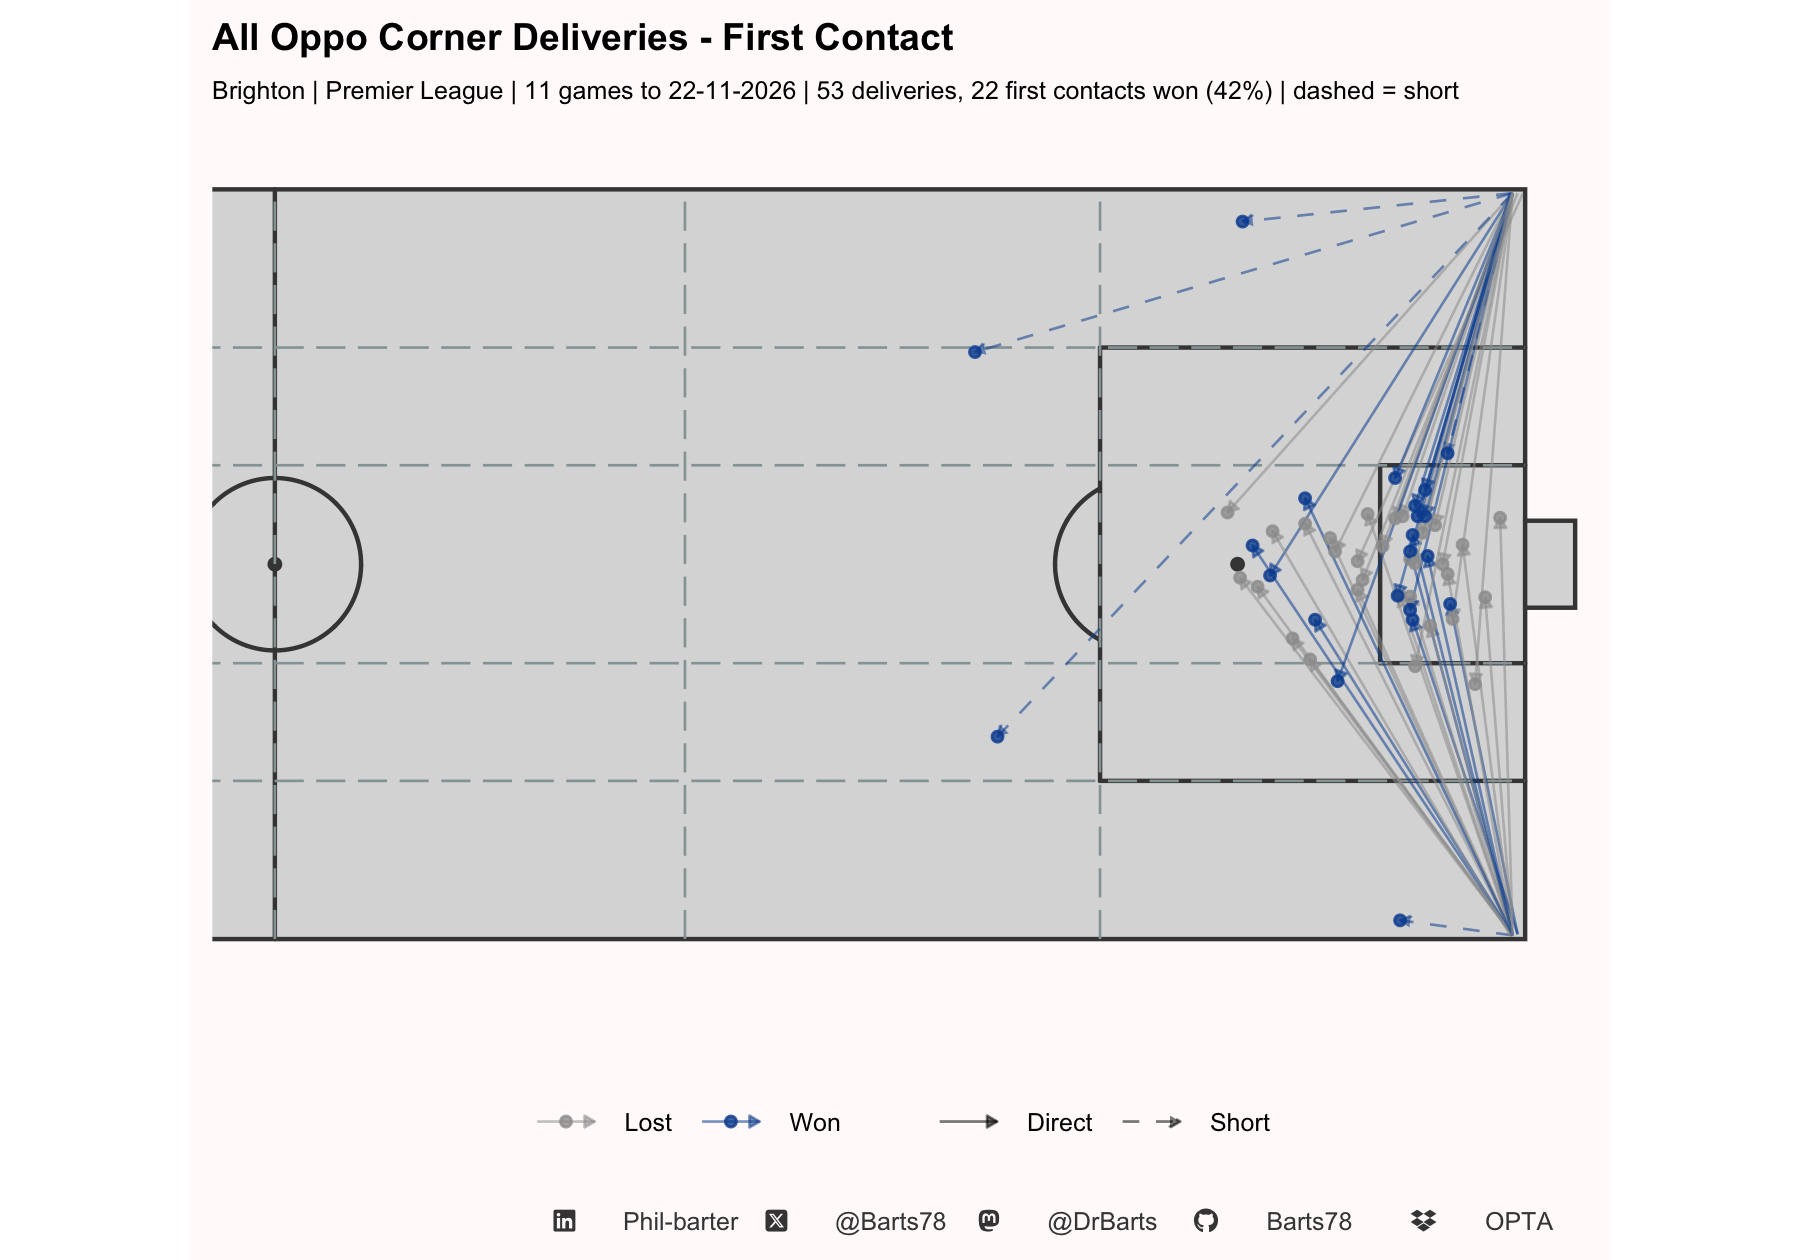 All Oppo Corner Deliveries - First Contact
Brighton | Premier League | 11 games to 22-11-2026 | 53 deliveries, 22 first contacts won (42%) | dashed = short
Lost Won Direct Short
Phil-barter @Barts78 @DrBarts Barts78 OPTA